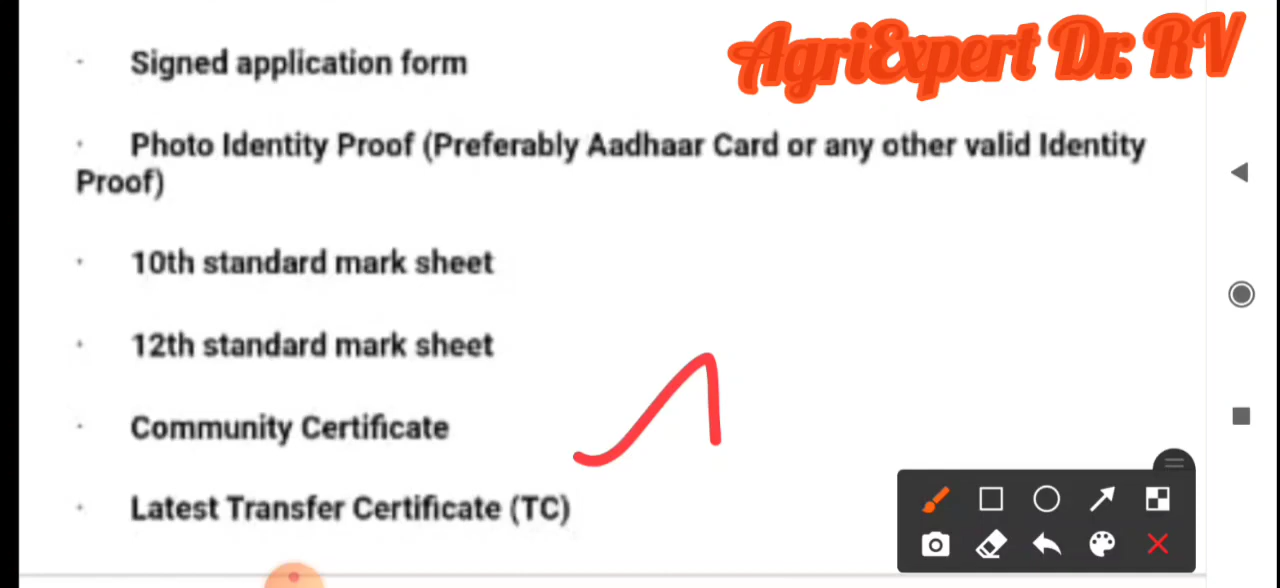 AgriExpert Dr. RV
· Signed application form
· Photo Identity Proof (Preferably Aadhaar Card or any other valid Identity
Proof)
· 10th standard mark sheet
· 12th standard mark sheet
· Community Certificate
· Latest Transfer Certificate (TC)